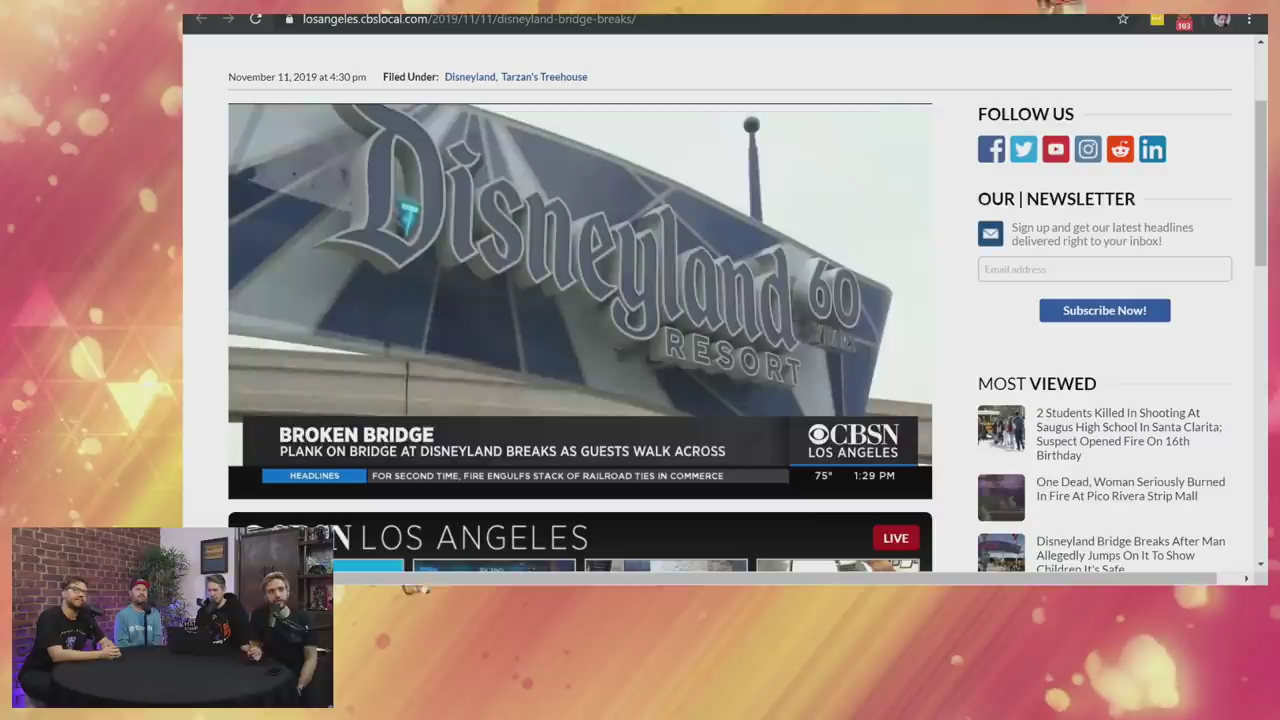 losangeles.cbslocal.com/2019/11/11/disneyland-bridge-breaks/
103
November 11, 2019 at 4:30 pm Filed Under: Disneyland, Tarzan's Treehouse
Disneyland 60
RESORT
BROKEN BRIDGE
PLANK ON BRIDGE AT DISNEYLAND BREAKS AS GUESTS WALK ACROSS
CBSN
LOS ANGELES
HEADLINES FOR SECOND TIME, FIRE ENGULFS STACK OF RAILROAD TIES IN COMMERCE
75° 1:29 PM
LOS ANGELES
LIVE
FOLLOW US
OUR | NEWSLETTER
Sign up and get our latest headlines
delivered right to your inbox!
Email address
Subscribe Now!
MOST VIEWED
2 Students Killed In Shooting At
Saugus High School In Santa Clarita;
Suspect Opened Fire On 16th
Birthday
One Dead, Woman Seriously Burned
In Fire At Pico Rivera Strip Mall
Disneyland Bridge Breaks After Man
Allegedly Jumps On It To Show
Children It's Safe